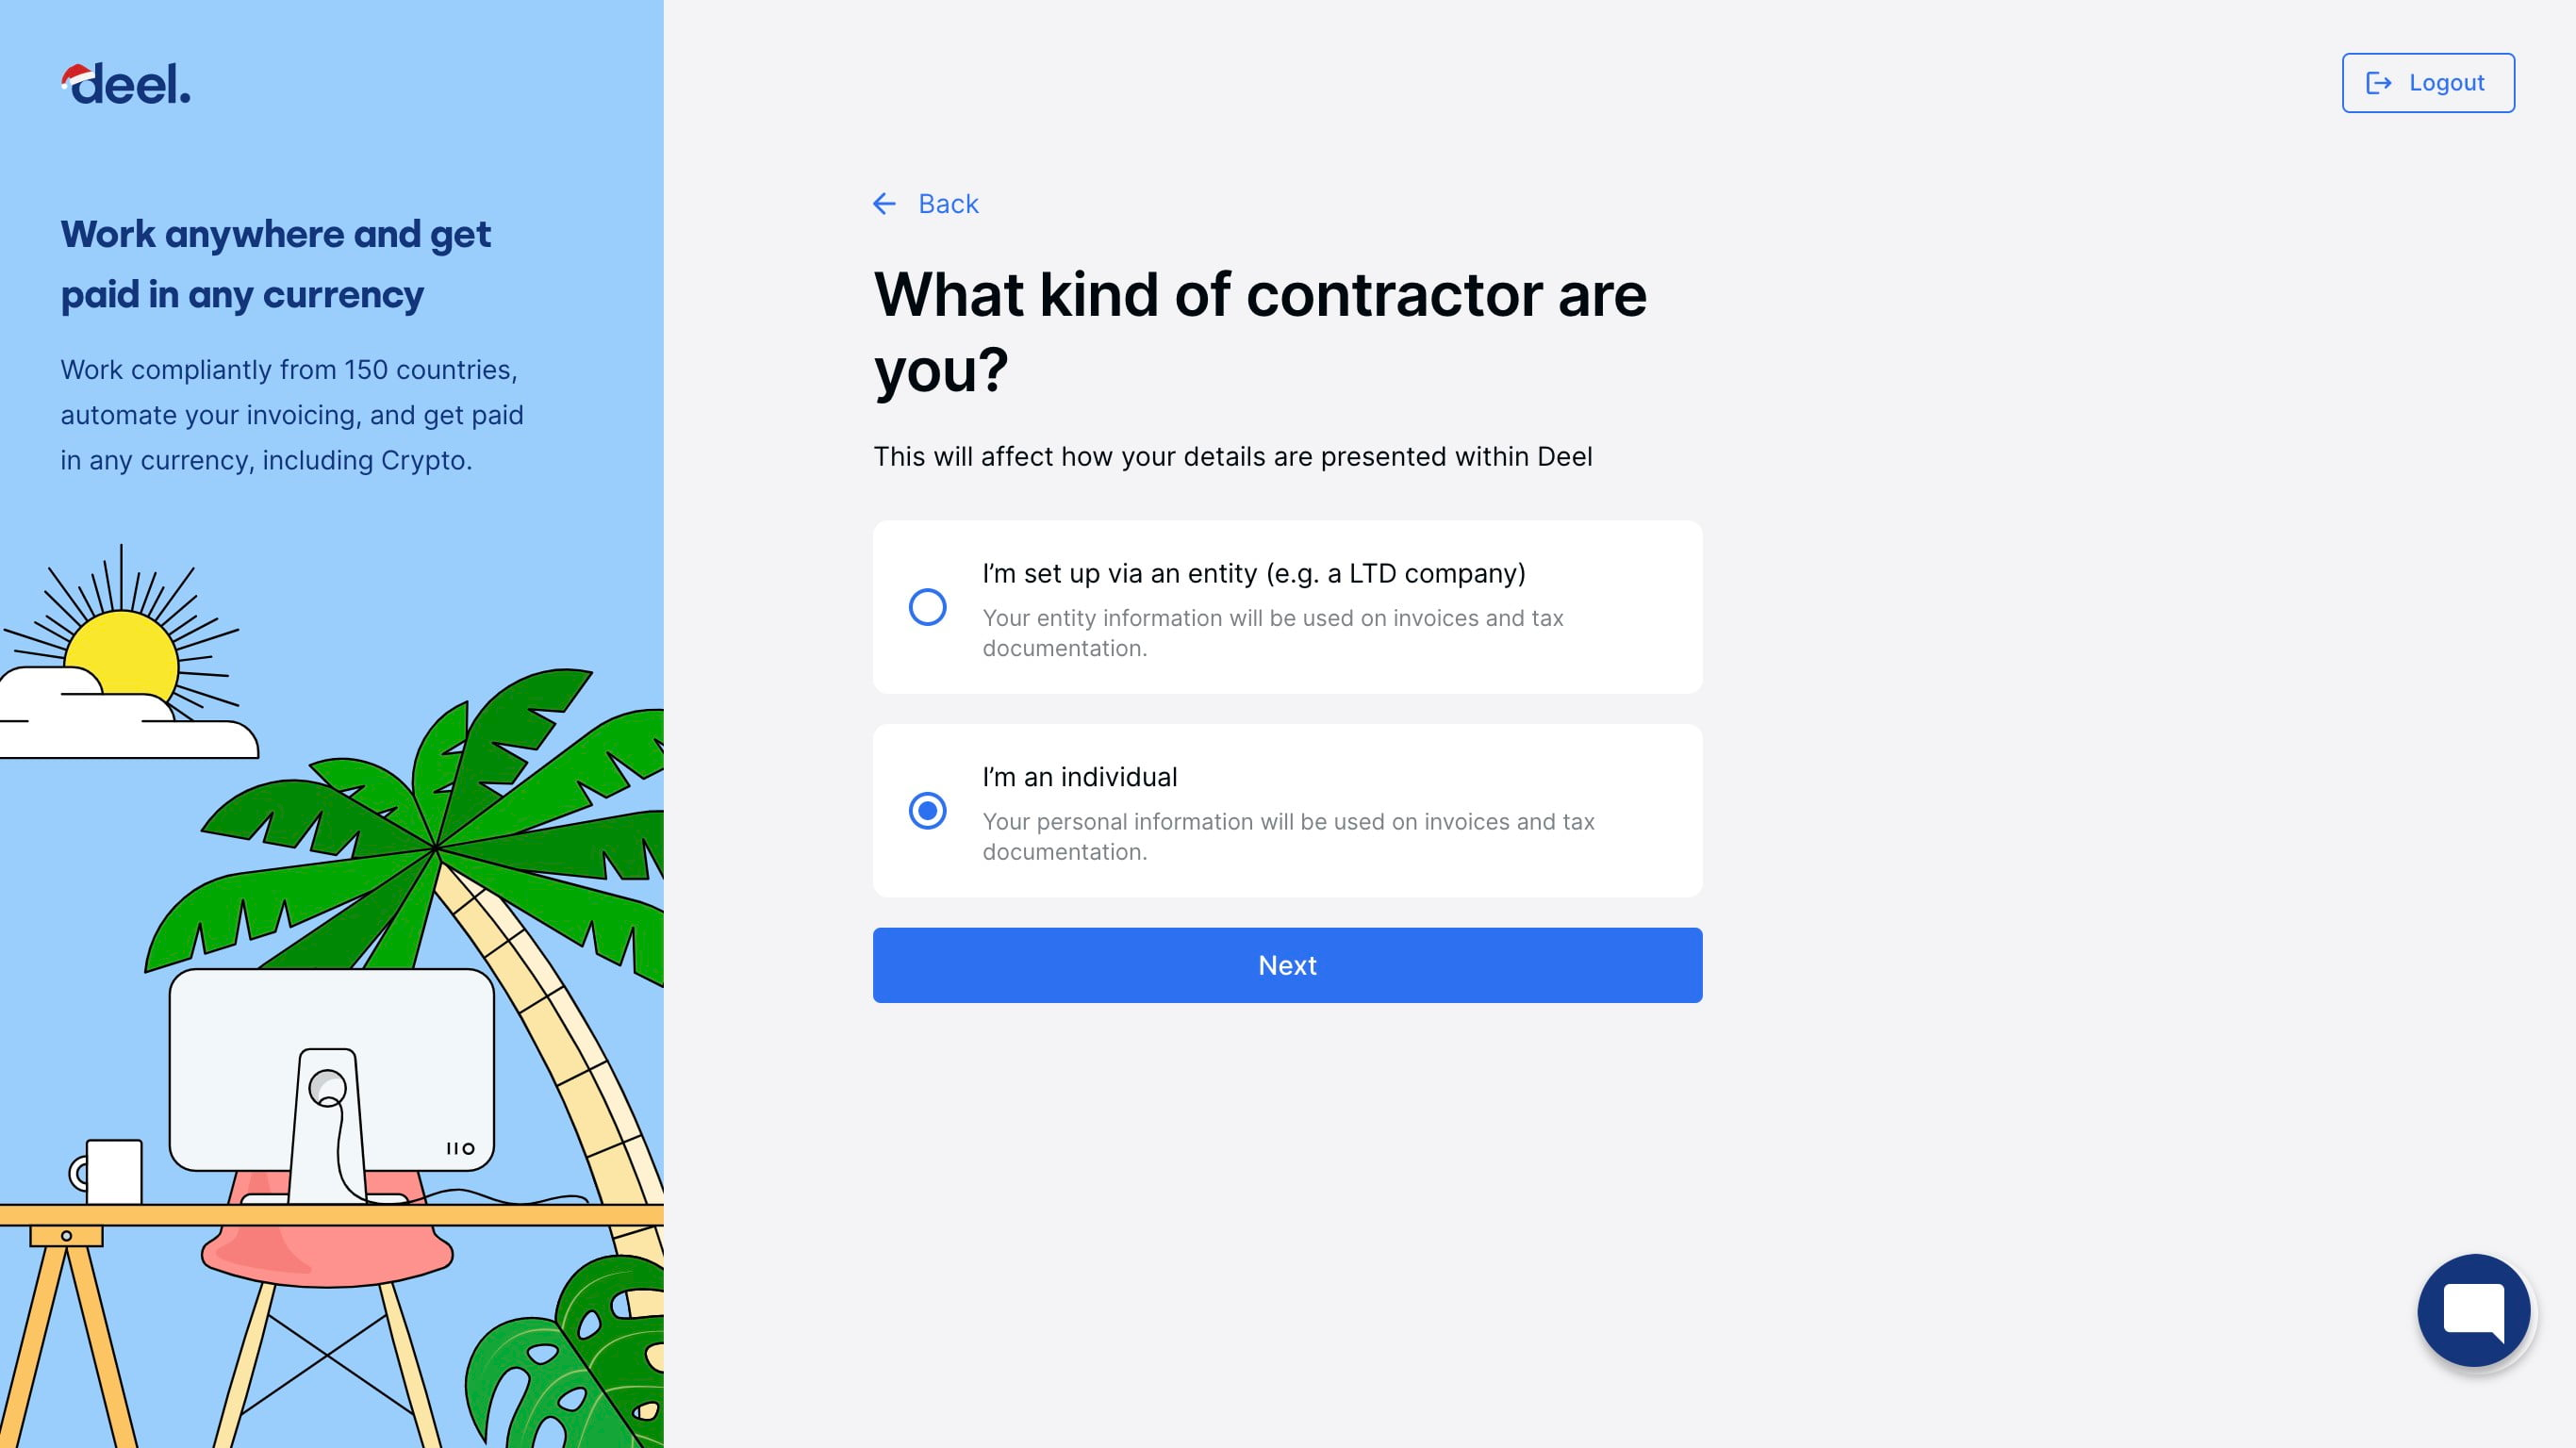 deel.
Work anywhere and get
paid in any currency
Work compliantly from 150 countries,
automate your invoicing, and get paid
in any currency, including Crypto.
Logout
Back
What kind of contractor are
you?
This will affect how your details are presented within Deel
I’m set up via an entity (e.g. a LTD company)
Your entity information will be used on invoices and tax
documentation.
I’m an individual
Your personal information will be used on invoices and tax
documentation.
Next